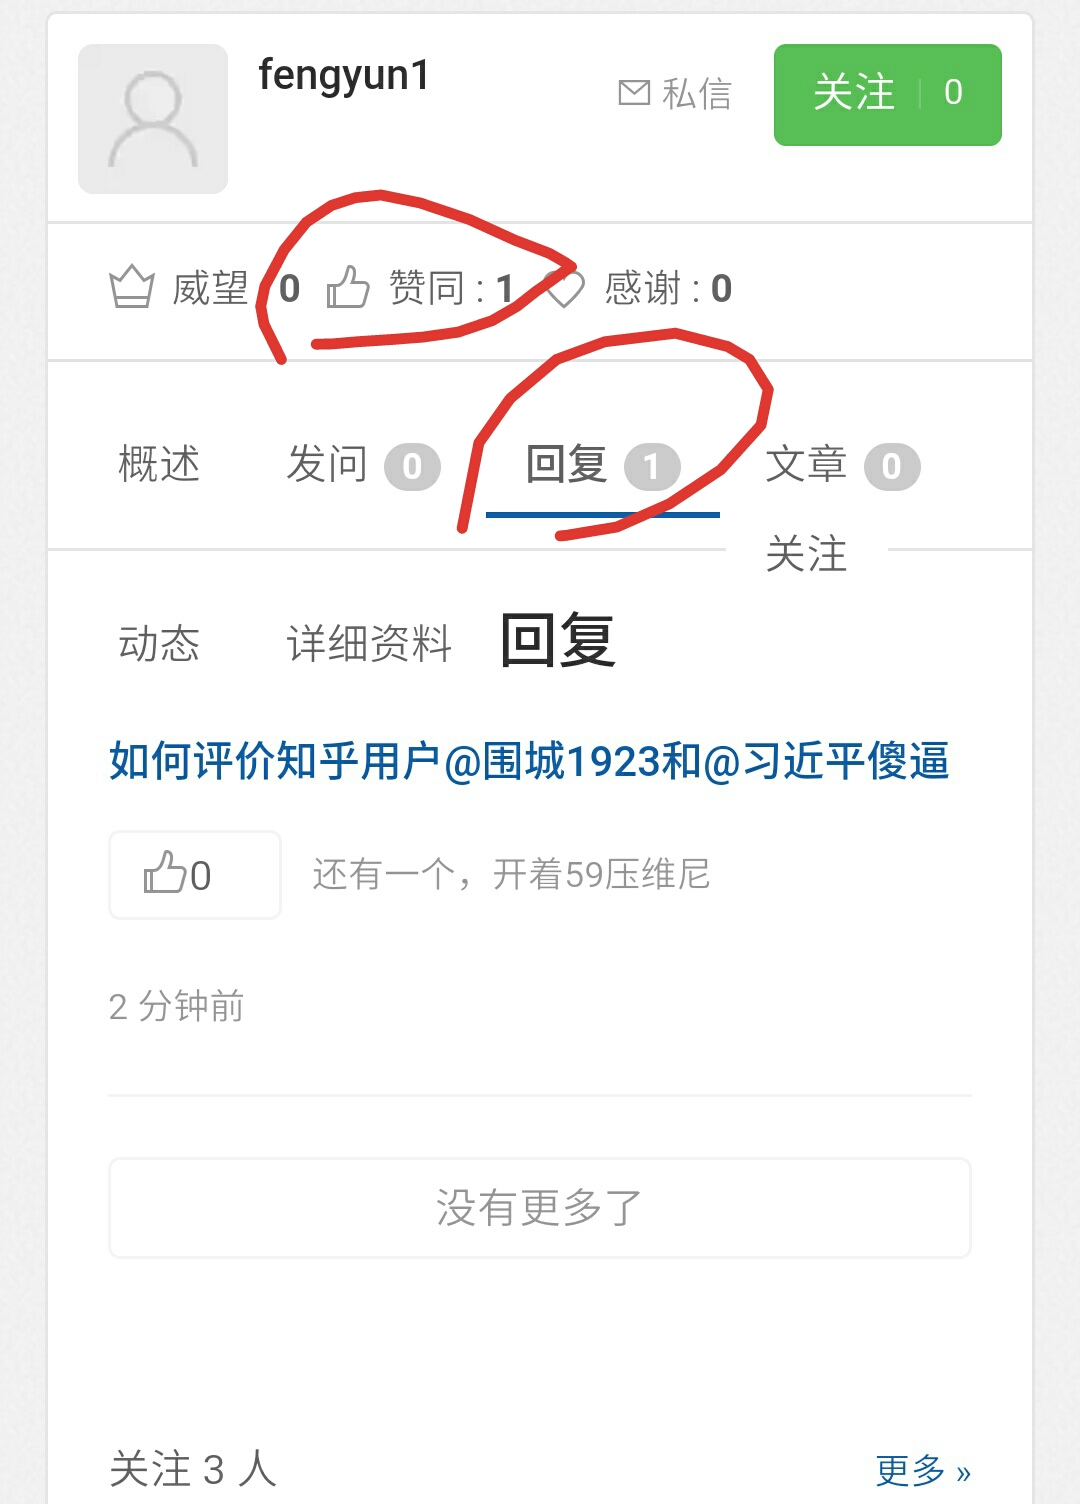 fengyun1
私信
关注 0
威望 0 赞同 : 1 感谢 : 0
概述 发问 0 回复 1 文章 0
关注
动态 详细资料 回复
如何评价知乎用户@围城1923和@习近平傻逼
0 还有一个，开着59压维尼
2 分钟前
没有更多了
关注 3 人 更多 »